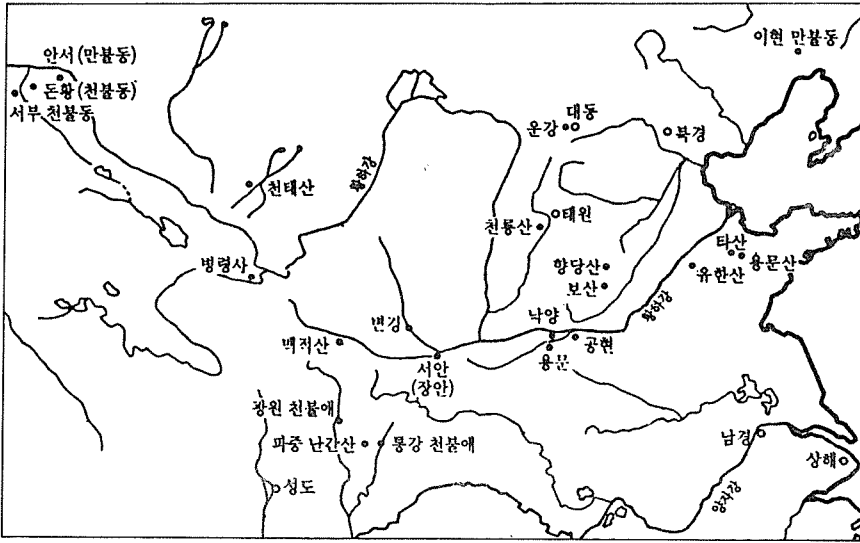 안서 (만불동)
돈황 (천불동)
서부 천불동
이현 만불동
대동
운강
북경
천태산
황하강
태원
천룡산
타산
용문산
유한산
향당산
보산
병령사
황하강
낙양
공현
용문
변경
맥적산
서안
(장안)
광원 천불애
파중 난간산
통강 천불애
남경
상해
성도
양자강